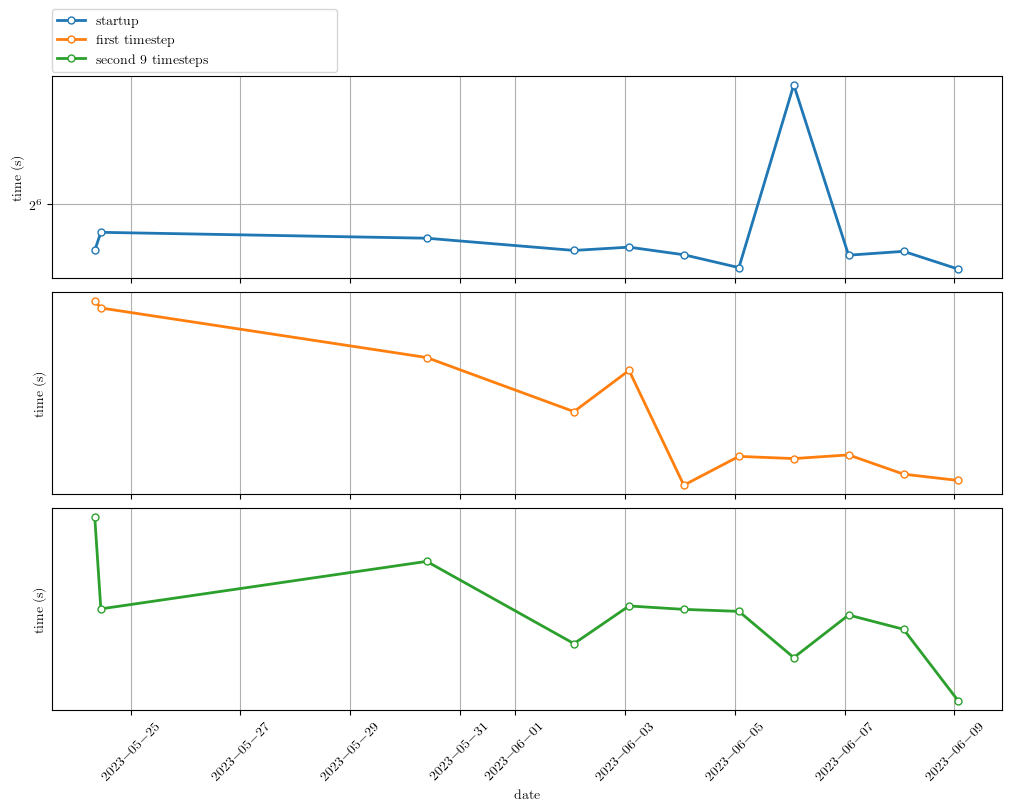 startup
first timestep
second 9 timesteps
time (s)
2⁶
time (s)
time (s)
2023−05−25
2023−05−27
2023−05−29
2023−05−31
2023−06−01
2023−06−03
2023−06−05
2023−06−07
2023−06−09
date